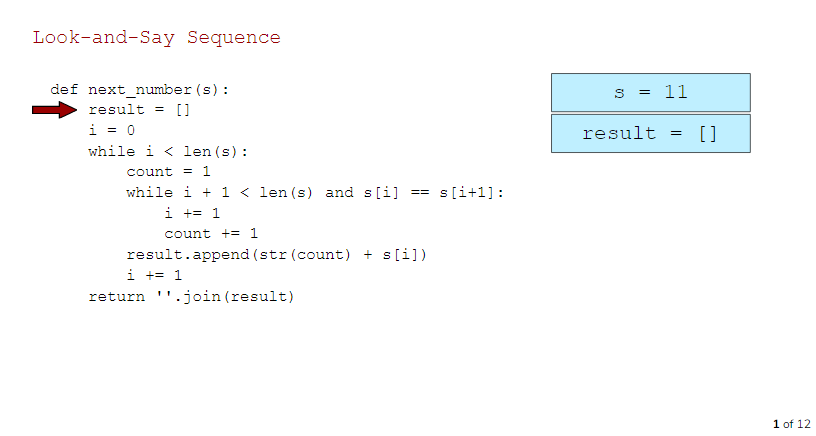 Look-and-Say Sequence
def next_number(s):
    result = []
    i = 0
    while i < len(s):
        count = 1
        while i + 1 < len(s) and s[i] == s[i+1]:
            i += 1
            count += 1
        result.append(str(count) + s[i])
        i += 1
    return ''.join(result)
s = 11
result = []
1 of 12